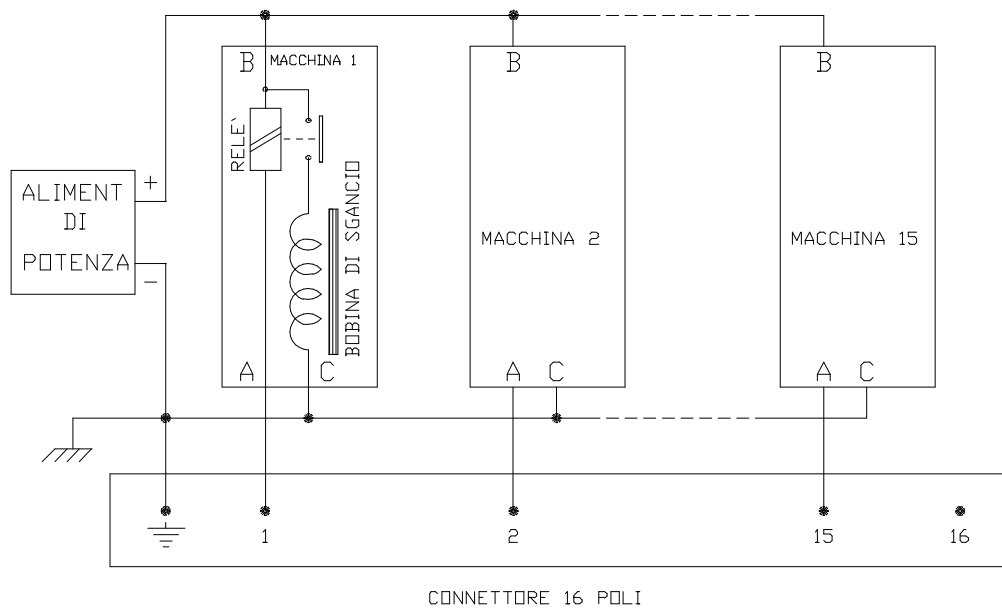 B MACCHINA 1
B
B
RELE`
BOBINA DI SGANCIO
ALIMENT
DI
POTENZA
+
-
MACCHINA 2
MACCHINA 15
A C
A C
A C
1
2
15
16
CONNETTORE 16 POLI